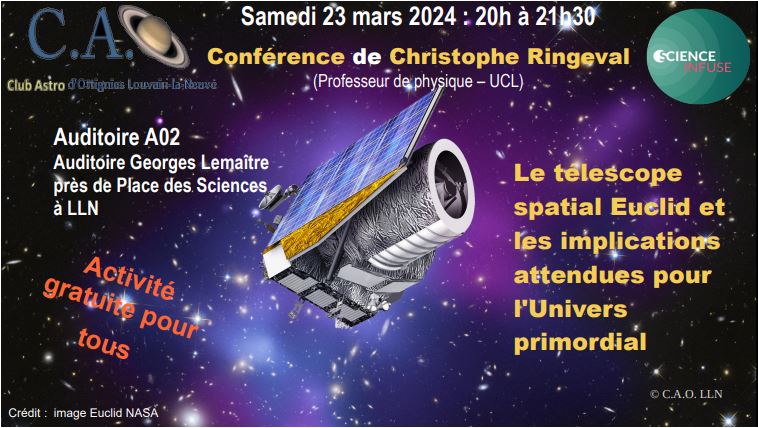 C.A.O
Club Astro d'Ottignies Louvain-la-Neuve
Samedi 23 mars 2024 : 20h à 21h30
Conférence de Christophe Ringeval
(Professeur de physique – UCL)
SCIENCE
INFUSE
Auditoire A02
Auditoire Georges Lemaître
près de Place des Sciences
à LLN
Le télescope
spatial Euclid et
les implications
attendues pour
l'Univers
primordial
Activité
gratuite pour
tous
© C.A.O. LLN
Crédit : image Euclid NASA